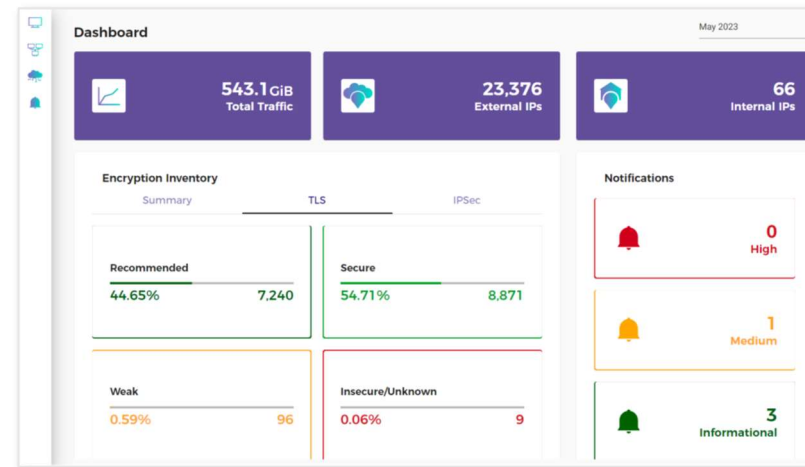 Dashboard
May 2023
543.1 GiB
Total Traffic
23,376
External IPs
66
Internal IPs
Encryption Inventory
Summary TLS IPSec
Recommended
44.65% 7,240
Secure
54.71% 8,871
Weak
0.59% 96
Insecure/Unknown
0.06% 9
Notifications
0
High
1
Medium
3
Informational